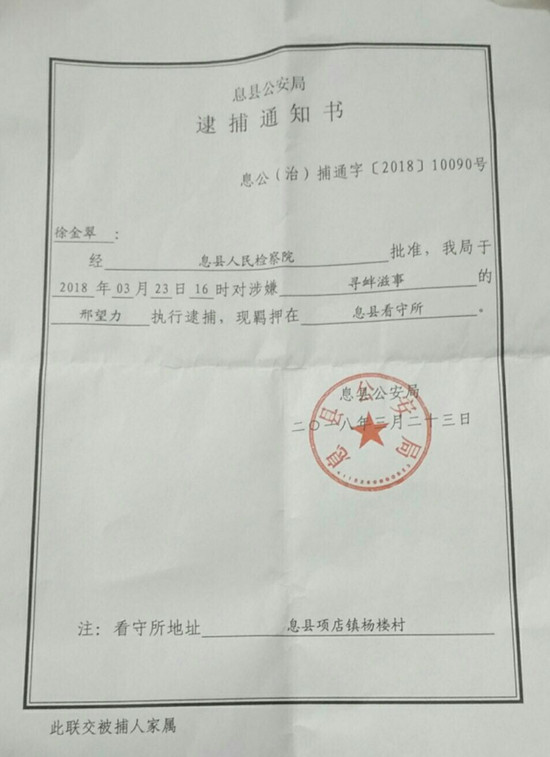 息县公安局
逮捕通知书
息公（治）捕通字〔2018〕10090号
徐金翠：
经 息县人民检察院 批准，我局于
2018 年 03 月 23 日 16 时对涉嫌 寻衅滋事 的
邢望力 执行逮捕，现羁押在 息县看守所 。
息县公安局
二〇一八年三月二十三日
息县公安局
注：看守所地址 息县项店镇杨楼村
此联交被捕人家属